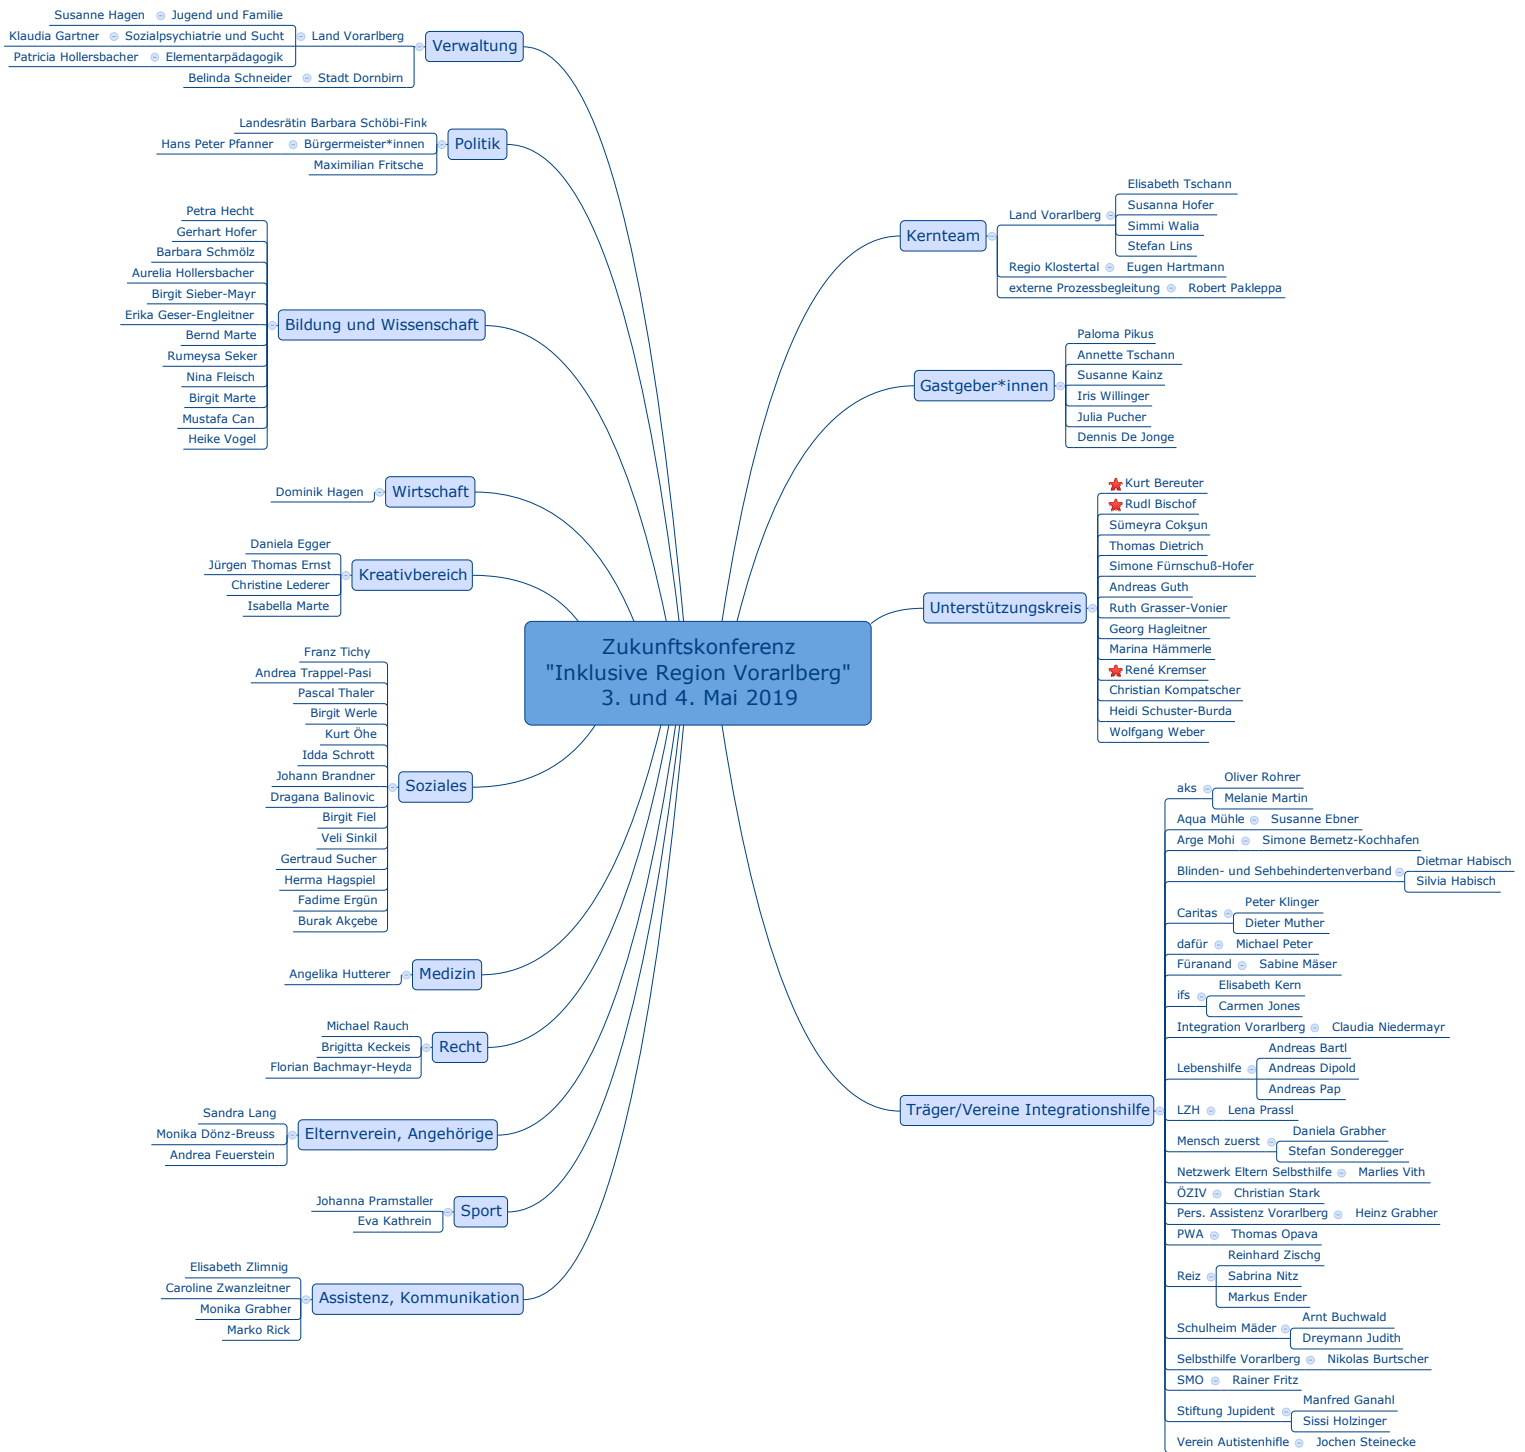 Zukunftskonferenz
"Inklusive Region Vorarlberg"
3. und 4. Mai 2019
Verwaltung
Land Vorarlberg
Jugend und Familie
Susanne Hagen
Sozialpsychiatrie und Sucht
Klaudia Gartner
Elementarpädagogik
Patricia Hollersbacher
Stadt Dornbirn
Belinda Schneider
Politik
Landesrätin Barbara Schöbi-Fink
Bürgermeister*innen
Hans Peter Pfanner
Maximilian Fritsche
Bildung und Wissenschaft
Petra Hecht
Gerhart Hofer
Barbara Schmölz
Aurelia Hollersbacher
Birgit Sieber-Mayr
Erika Geser-Engleitner
Bernd Marte
Rumeysa Seker
Nina Fleisch
Birgit Marte
Mustafa Can
Heike Vogel
Wirtschaft
Dominik Hagen
Kreativbereich
Daniela Egger
Jürgen Thomas Ernst
Christine Lederer
Isabella Marte
Soziales
Franz Tichy
Andrea Trappel-Pasi
Pascal Thaler
Birgit Werle
Kurt Öhe
Idda Schrott
Johann Brandner
Dragana Balinovic
Birgit Fiel
Veli Sinkil
Gertraud Sucher
Herma Hagspiel
Fadime Ergün
Burak Akçebe
Medizin
Angelika Hutterer
Recht
Michael Rauch
Brigitta Keckeis
Florian Bachmayr-Heyda
Elternverein, Angehörige
Sandra Lang
Monika Dönz-Breuss
Andrea Feuerstein
Sport
Johanna Pramstaller
Eva Kathrein
Assistenz, Kommunikation
Elisabeth Zlimnig
Caroline Zwanzleitner
Monika Grabher
Marko Rick
Kernteam
Land Vorarlberg
Elisabeth Tschann
Susanna Hofer
Simmi Walia
Stefan Lins
Regio Klostertal
Eugen Hartmann
externe Prozessbegleitung
Robert Pakleppa
Gastgeber*innen
Paloma Pikus
Annette Tschann
Susanne Kainz
Iris Willinger
Julia Pucher
Dennis De Jonge
Unterstützungskreis
Kurt Bereuter
Rudl Bischof
Sümeyra Cokşun
Thomas Dietrich
Simone Fürnschuß-Hofer
Andreas Guth
Ruth Grasser-Vonier
Georg Hagleitner
Marina Hämmerle
René Kremser
Christian Kompatscher
Heidi Schuster-Burda
Wolfgang Weber
Träger/Vereine Integrationshilfe
aks
Oliver Rohrer
Melanie Martin
Aqua Mühle
Susanne Ebner
Arge Mohi
Simone Bemetz-Kochhafen
Blinden- und Sehbehindertenverband
Dietmar Habisch
Silvia Habisch
Caritas
Peter Klinger
Dieter Muther
dafür
Michael Peter
Füranand
Sabine Mäser
ifs
Elisabeth Kern
Carmen Jones
Integration Vorarlberg
Claudia Niedermayr
Lebenshilfe
Andreas Bartl
Andreas Dipold
Andreas Pap
LZH
Lena Prassl
Mensch zuerst
Daniela Grabher
Stefan Sonderegger
Netzwerk Eltern Selbsthilfe
Marlies Vith
ÖZIV
Christian Stark
Pers. Assistenz Vorarlberg
Heinz Grabher
PWA
Thomas Opava
Reiz
Reinhard Zischg
Sabrina Nitz
Markus Ender
Schulheim Mäder
Arnt Buchwald
Dreymann Judith
Selbsthilfe Vorarlberg
Nikolas Burtscher
SMO
Rainer Fritz
Stiftung Jupident
Manfred Ganahl
Sissi Holzinger
Verein Autistenhifle
Jochen Steinecke